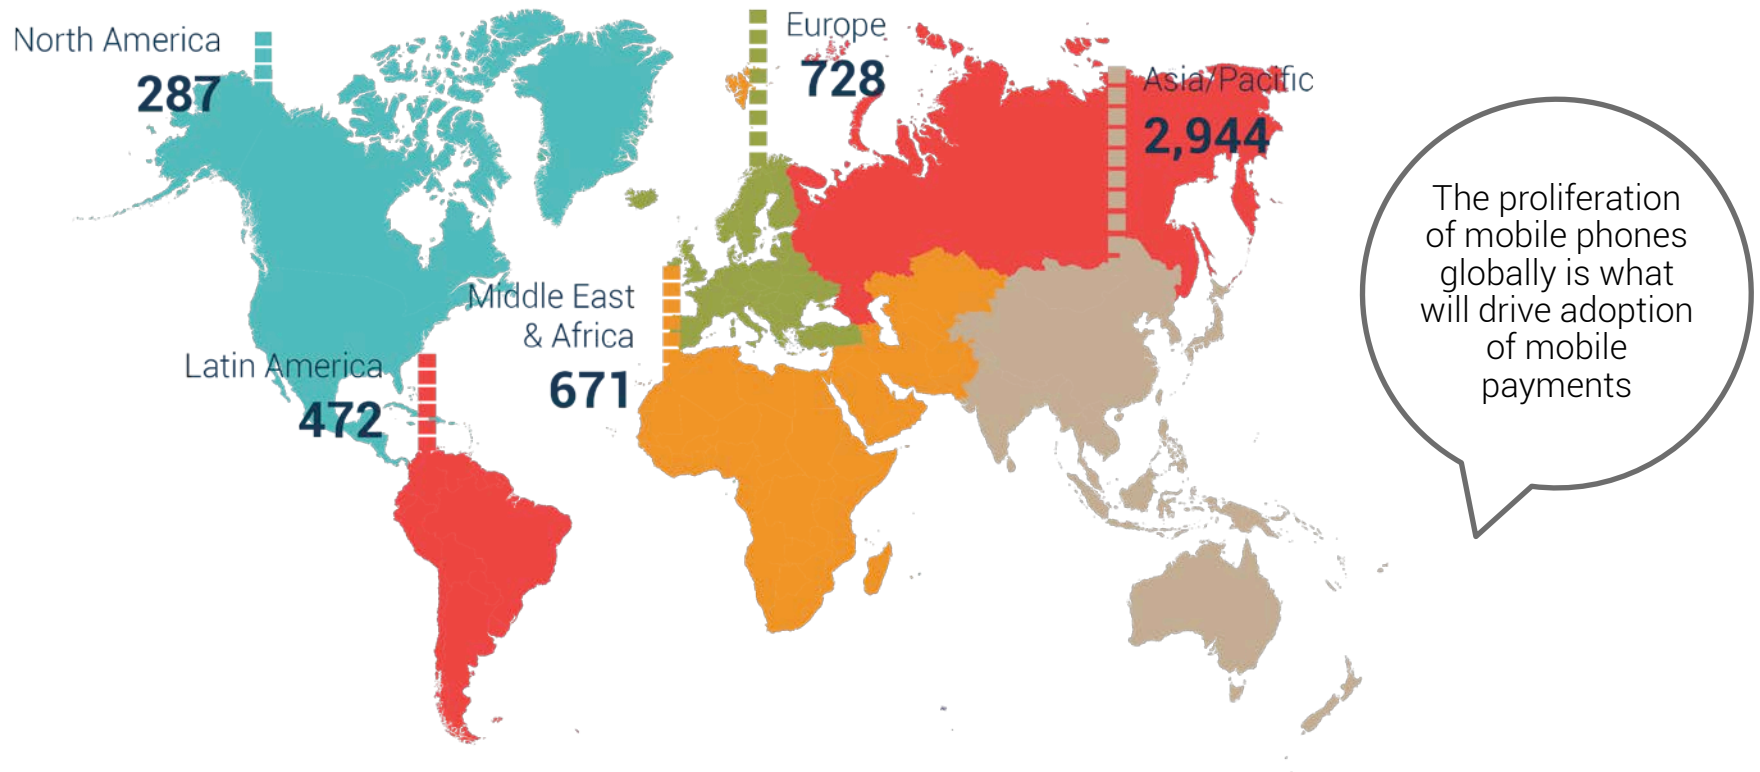 North America
287
Europe
728
Asia/Pacific
2,944
Middle East
& Africa
671
Latin America
472
The proliferation
of mobile phones
globally is what
will drive adoption
of mobile
payments